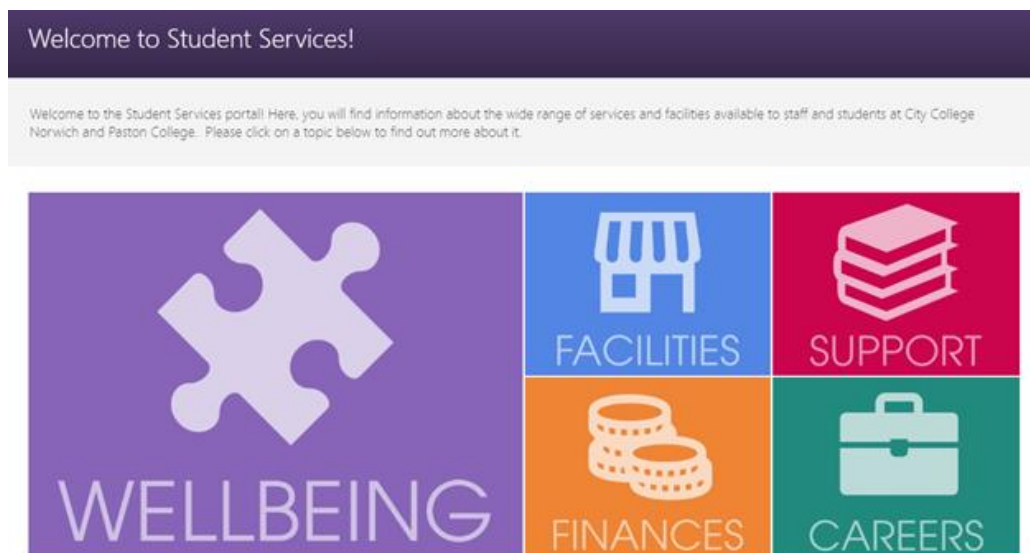 Welcome to Student Services!
Welcome to the Student Services portal! Here, you will find information about the wide range of services and facilities available to staff and students at City College
Norwich and Paston College. Please click on a topic below to find out more about it.
WELLBEING
FACILITIES
SUPPORT
FINANCES
CAREERS